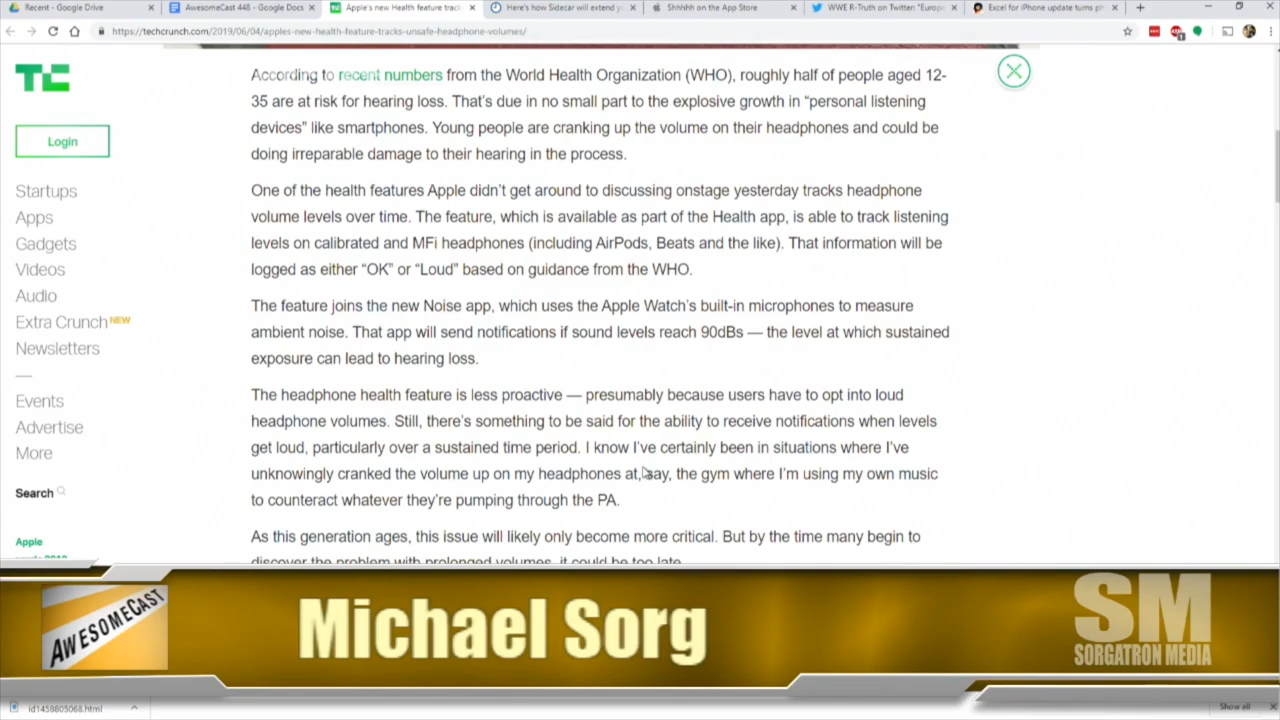 Recent - Google Drive
AwesomeCast 448 - Google Docs
Apple's new Health feature track
Here's how Sidecar will extend y
Shhhhh on the App Store
WWE R-Truth on Twitter: "Europe
Excel for iPhone update turns ph
https://techcrunch.com/2019/06/04/apples-new-health-feature-tracks-unsafe-headphone-volumes/
TC
Login
Startups
Apps
Gadgets
Videos
Audio
Extra Crunch NEW
Newsletters
Events
Advertise
More
Search
Apple
According to recent numbers from the World Health Organization (WHO), roughly half of people aged 12-
35 are at risk for hearing loss. That's due in no small part to the explosive growth in “personal listening
devices” like smartphones. Young people are cranking up the volume on their headphones and could be
doing irreparable damage to their hearing in the process.
One of the health features Apple didn't get around to discussing onstage yesterday tracks headphone
volume levels over time. The feature, which is available as part of the Health app, is able to track listening
levels on calibrated and MFi headphones (including AirPods, Beats and the like). That information will be
logged as either “OK” or “Loud” based on guidance from the WHO.
The feature joins the new Noise app, which uses the Apple Watch's built-in microphones to measure
ambient noise. That app will send notifications if sound levels reach 90dBs — the level at which sustained
exposure can lead to hearing loss.
The headphone health feature is less proactive — presumably because users have to opt into loud
headphone volumes. Still, there's something to be said for the ability to receive notifications when levels
get loud, particularly over a sustained time period. I know I've certainly been in situations where I've
unknowingly cranked the volume up on my headphones at, say, the gym where I'm using my own music
to counteract whatever they're pumping through the PA.
As this generation ages, this issue will likely only become more critical. But by the time many begin to
discover the problem with prolonged volumes, it could be too late.
AWESOMECAST
Michael Sorg
SM
SORGATRON MEDIA
id1458805068.html
Show all